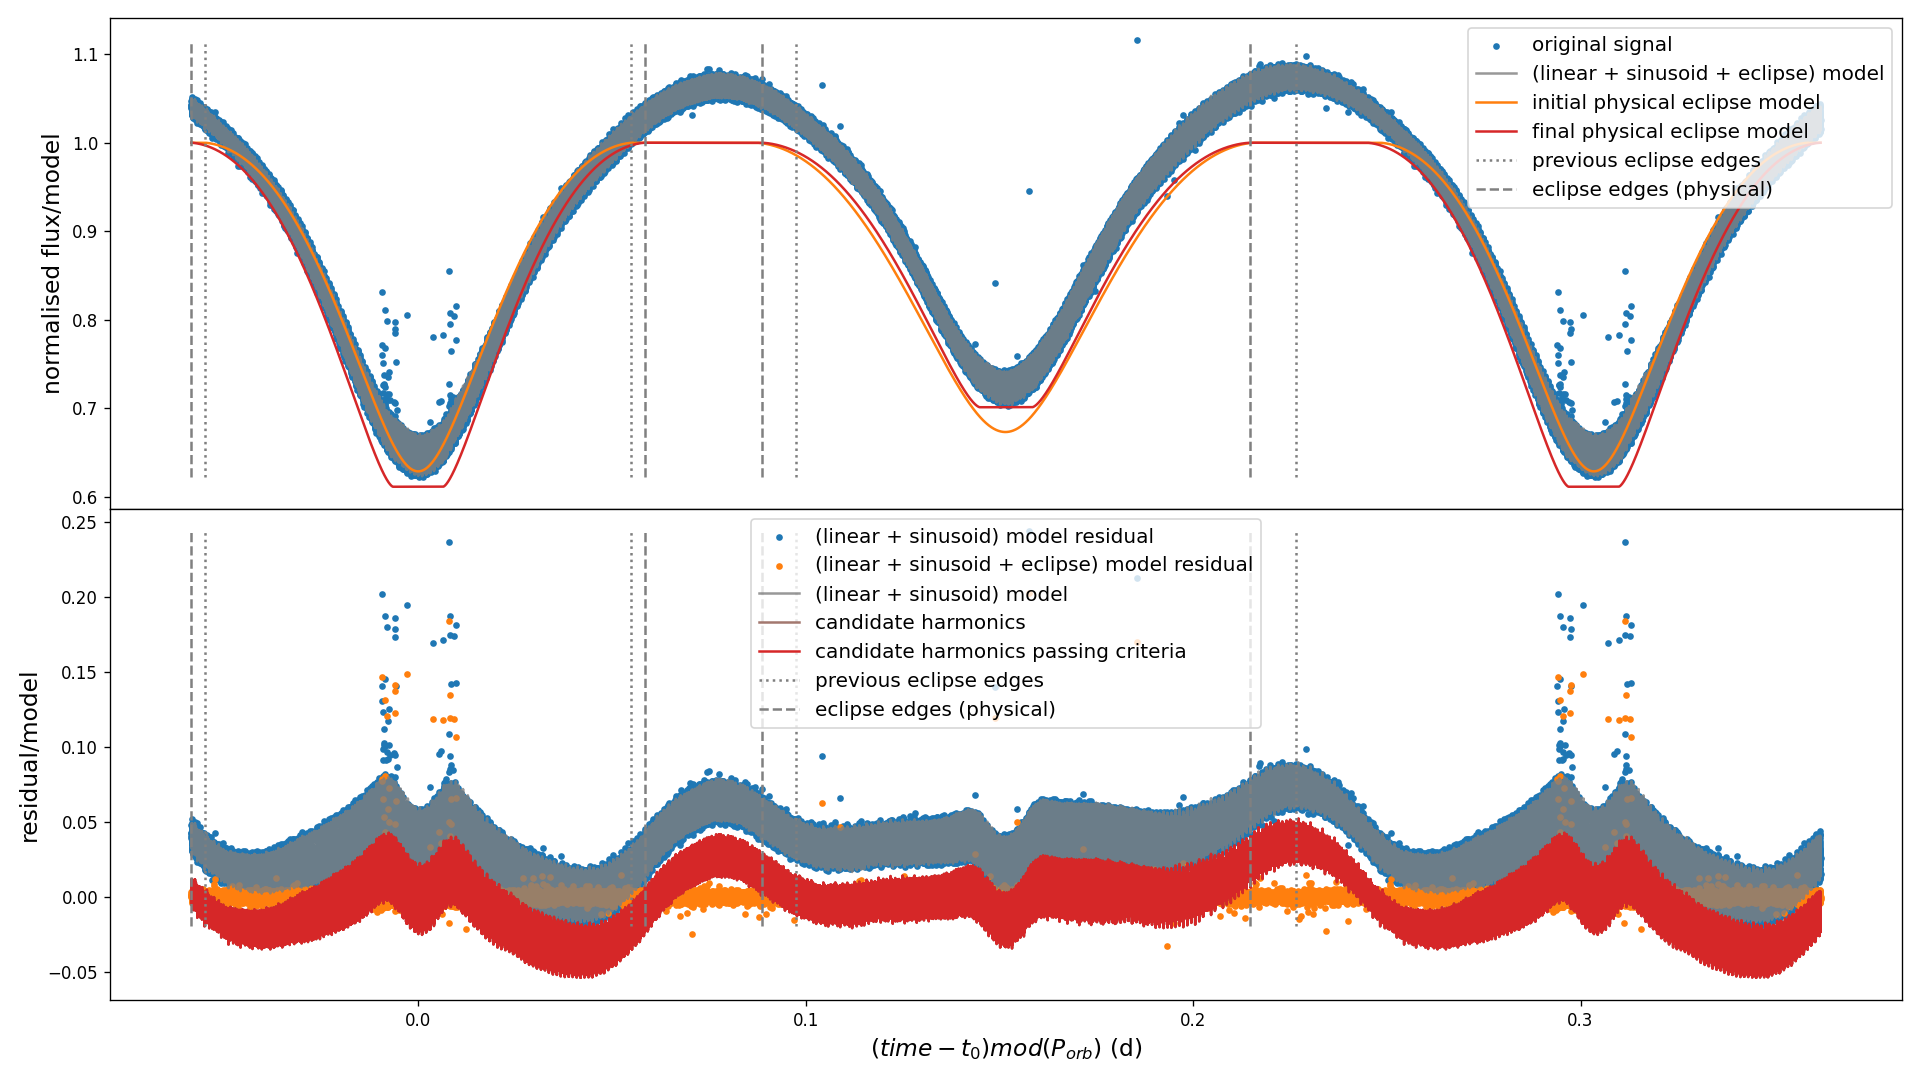 normalised flux/model
1.1
1.0
0.9
0.8
0.7
0.6
original signal
(linear + sinusoid + eclipse) model
initial physical eclipse model
final physical eclipse model
previous eclipse edges
eclipse edges (physical)
residual/model
0.25
0.20
0.15
0.10
0.05
0.00
−0.05
(linear + sinusoid) model residual
(linear + sinusoid + eclipse) model residual
(linear + sinusoid) model
candidate harmonics
candidate harmonics passing criteria
previous eclipse edges
eclipse edges (physical)
0.0 0.1 0.2 0.3
(time − t₀)mod(P_orb) (d)